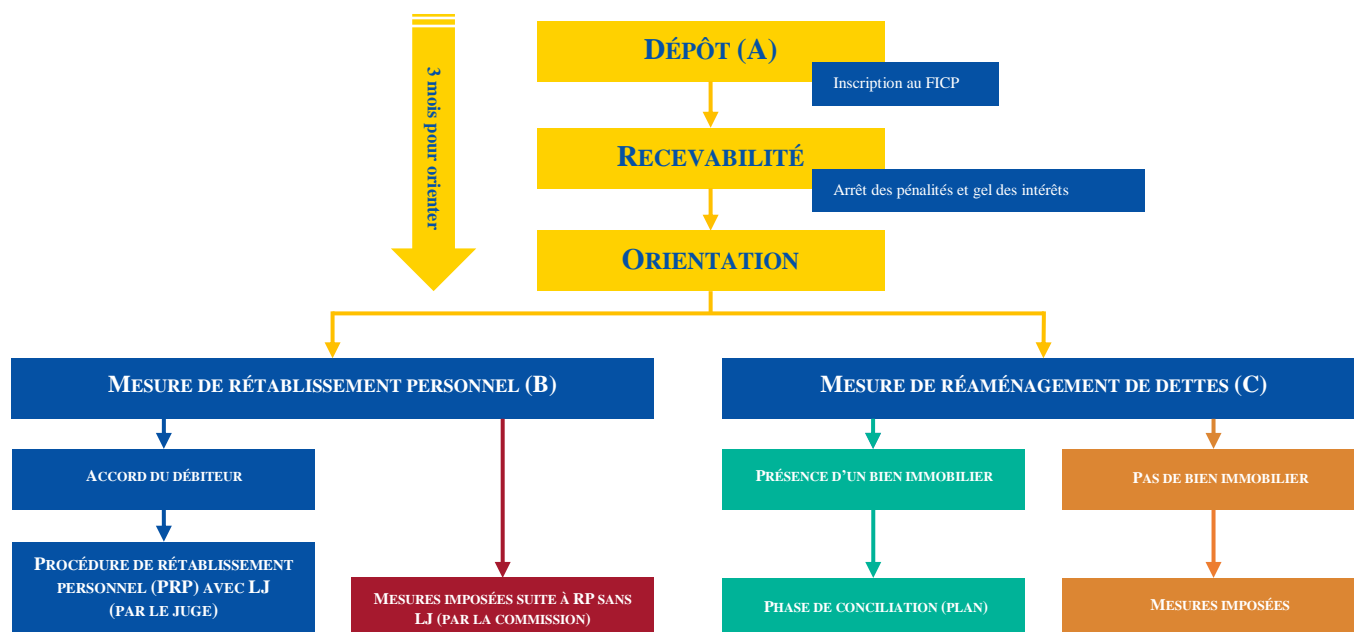 DÉPÔT (A)
Inscription au FICP
3 mois pour orienter
RECEVABILITÉ
Arrêt des pénalités et gel des intérêts
ORIENTATION
MESURE DE RÉTABLISSEMENT PERSONNEL (B)
MESURE DE RÉAMÉNAGEMENT DE DETTES (C)
ACCORD DU DÉBITEUR
PRÉSENCE D’UN BIEN IMMOBILIER
PAS DE BIEN IMMOBILIER
PROCÉDURE DE RÉTABLISSEMENT
PERSONNEL (PRP) AVEC LJ
(PAR LE JUGE)
MESURES IMPOSÉES SUITE À RP SANS
LJ (PAR LA COMMISSION)
PHASE DE CONCILIATION (PLAN)
MESURES IMPOSÉES